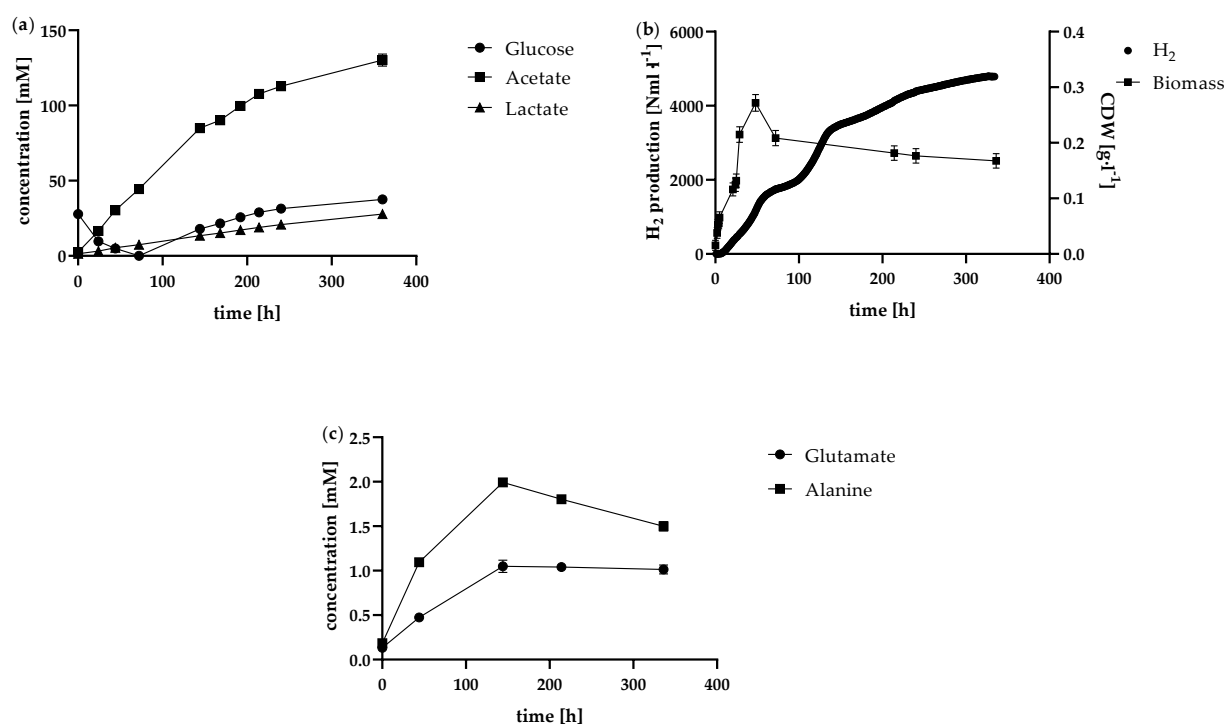 (a)
150
100
50
0
concentration [mM]
0 100 200 300 400
time [h]
Glucose
Acetate
Lactate
(b)
6000
4000
2000
0
H₂ production [Nml·l⁻¹]
0.4
0.3
0.2
0.1
0.0
CDW [g·l⁻¹]
0 100 200 300 400
time [h]
H₂
Biomass
(c)
2.5
2.0
1.5
1.0
0.5
0.0
concentration [mM]
0 100 200 300 400
time [h]
Glutamate
Alanine